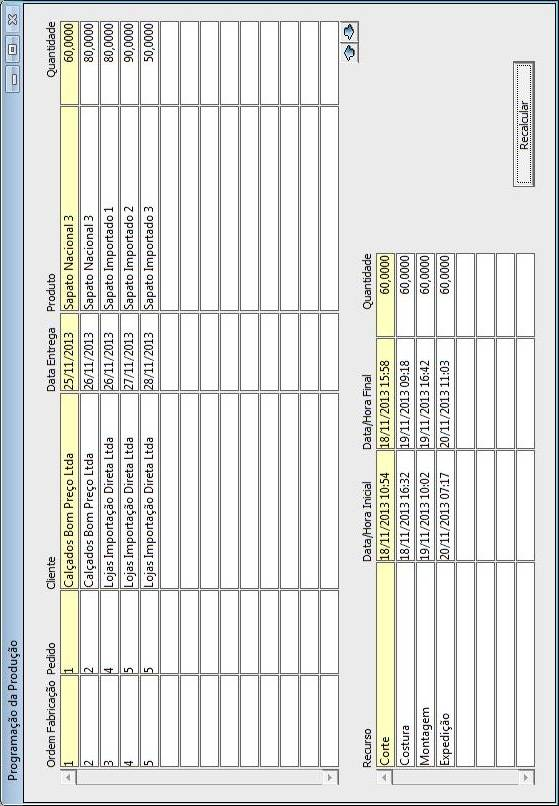 Programação da Produção
Ordem Fabricação Pedido Cliente Data Entrega Produto Quantidade
1 1 Calçados Bom Preço Ltda 25/11/2013 Sapato Nacional 3 60,0000
2 2 Calçados Bom Preço Ltda 26/11/2013 Sapato Nacional 3 80,0000
3 4 Lojas Importação Direta Ltda 26/11/2013 Sapato Importado 1 80,0000
4 5 Lojas Importação Direta Ltda 27/11/2013 Sapato Importado 2 90,0000
5 5 Lojas Importação Direta Ltda 28/11/2013 Sapato Importado 3 50,0000
Recurso Data/Hora Inicial Data/Hora Final Quantidade
Corte 18/11/2013 10:54 18/11/2013 15:58 60,0000
Costura 18/11/2013 16:32 19/11/2013 09:18 60,0000
Montagem 19/11/2013 10:02 19/11/2013 16:42 60,0000
Expedição 20/11/2013 07:17 20/11/2013 11:03 60,0000
Recalcular